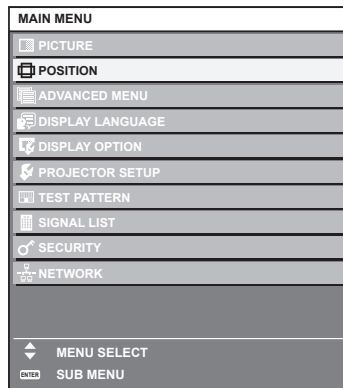 MAIN MENU
PICTURE
POSITION
ADVANCED MENU
DISPLAY LANGUAGE
DISPLAY OPTION
PROJECTOR SETUP
TEST PATTERN
SIGNAL LIST
SECURITY
NETWORK
MENU SELECT
ENTER SUB MENU